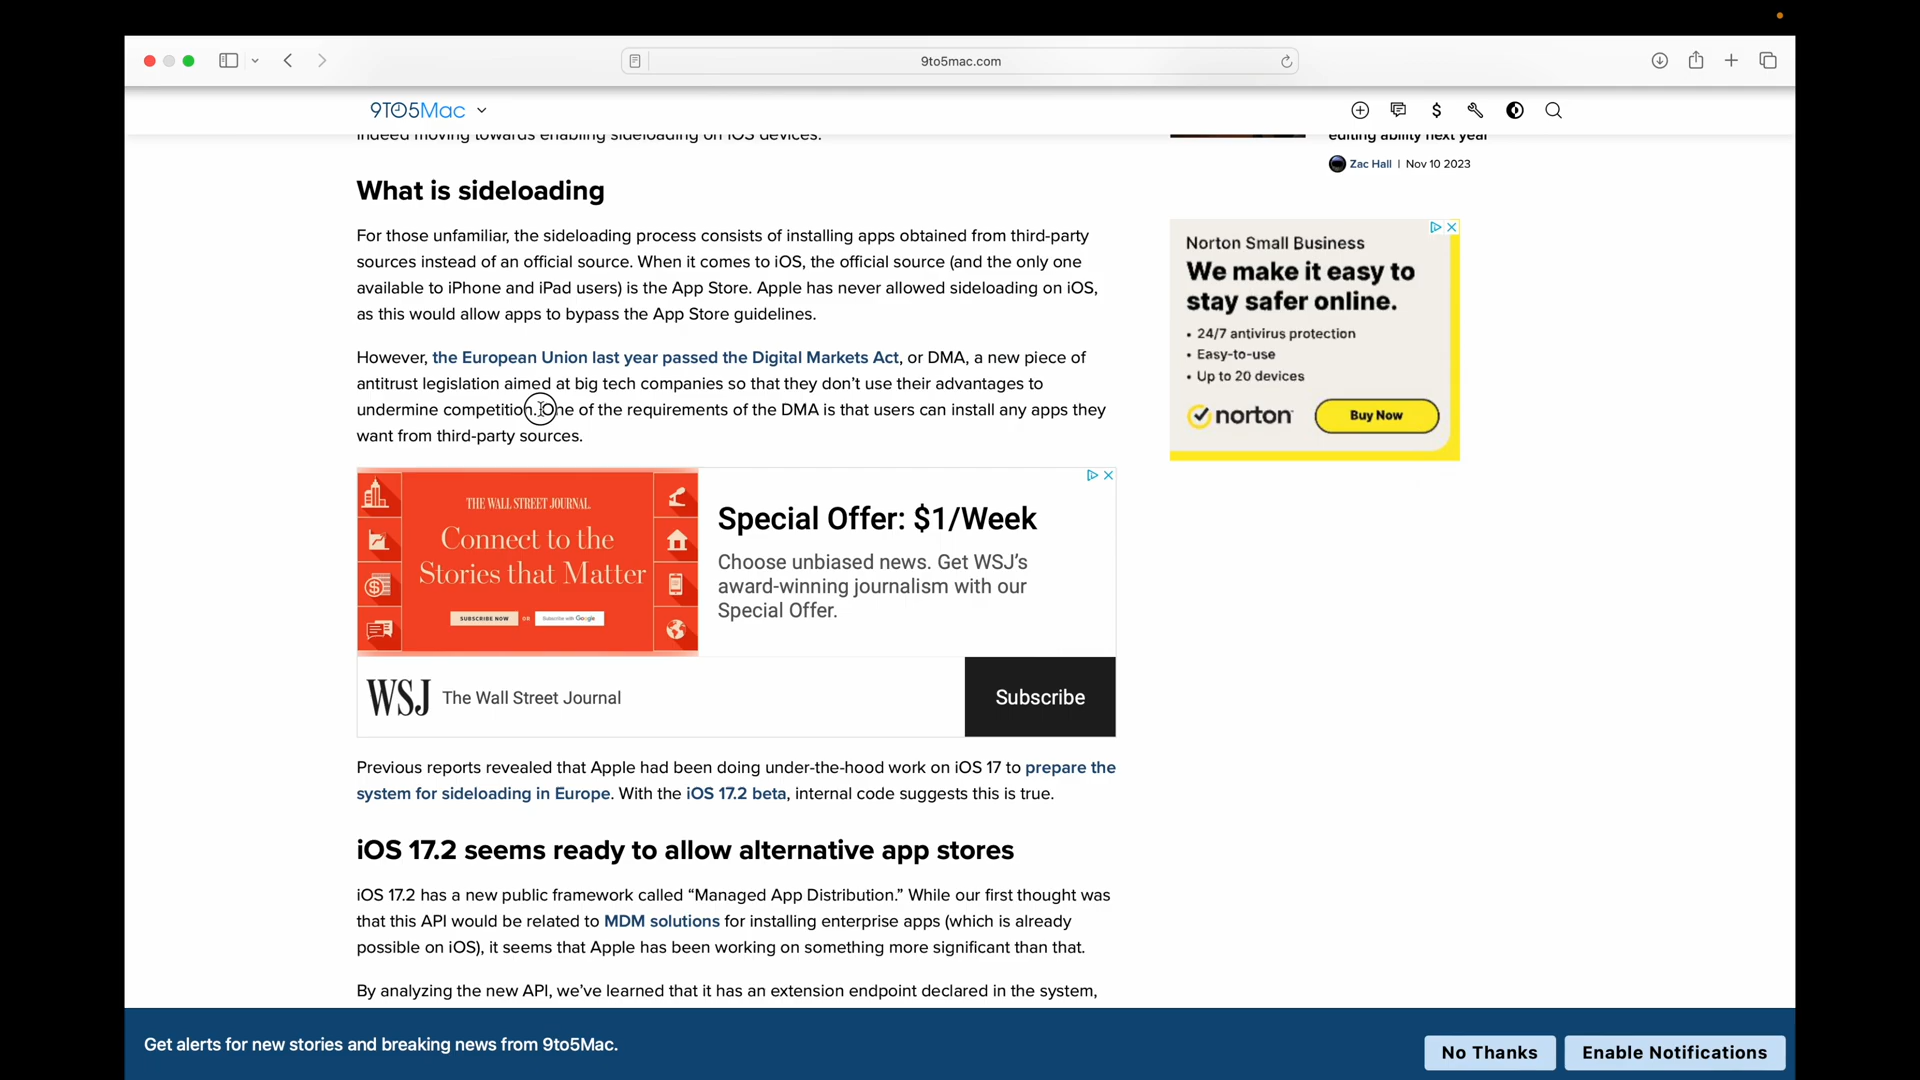 9to5mac.com
9TO5Mac
indeed moving towards enabling sideloading on iOS devices.
editing ability next year
Zac Hall | Nov 10 2023
What is sideloading
For those unfamiliar, the sideloading process consists of installing apps obtained from third-party
sources instead of an official source. When it comes to iOS, the official source (and the only one
available to iPhone and iPad users) is the App Store. Apple has never allowed sideloading on iOS,
as this would allow apps to bypass the App Store guidelines.
However, the European Union last year passed the Digital Markets Act, or DMA, a new piece of
antitrust legislation aimed at big tech companies so that they don’t use their advantages to
undermine competition. One of the requirements of the DMA is that users can install any apps they
want from third-party sources.
Norton Small Business
We make it easy to
stay safer online.
• 24/7 antivirus protection
• Easy-to-use
• Up to 20 devices
norton
Buy Now
THE WALL STREET JOURNAL.
Connect to the
Stories that Matter
SUBSCRIBE NOW OR Subscribe with Google
Special Offer: $1/Week
Choose unbiased news. Get WSJ’s
award-winning journalism with our
Special Offer.
WSJ The Wall Street Journal
Subscribe
Previous reports revealed that Apple had been doing under-the-hood work on iOS 17 to prepare the
system for sideloading in Europe. With the iOS 17.2 beta, internal code suggests this is true.
iOS 17.2 seems ready to allow alternative app stores
iOS 17.2 has a new public framework called “Managed App Distribution.” While our first thought was
that this API would be related to MDM solutions for installing enterprise apps (which is already
possible on iOS), it seems that Apple has been working on something more significant than that.
By analyzing the new API, we’ve learned that it has an extension endpoint declared in the system,
Get alerts for new stories and breaking news from 9to5Mac.
No Thanks
Enable Notifications